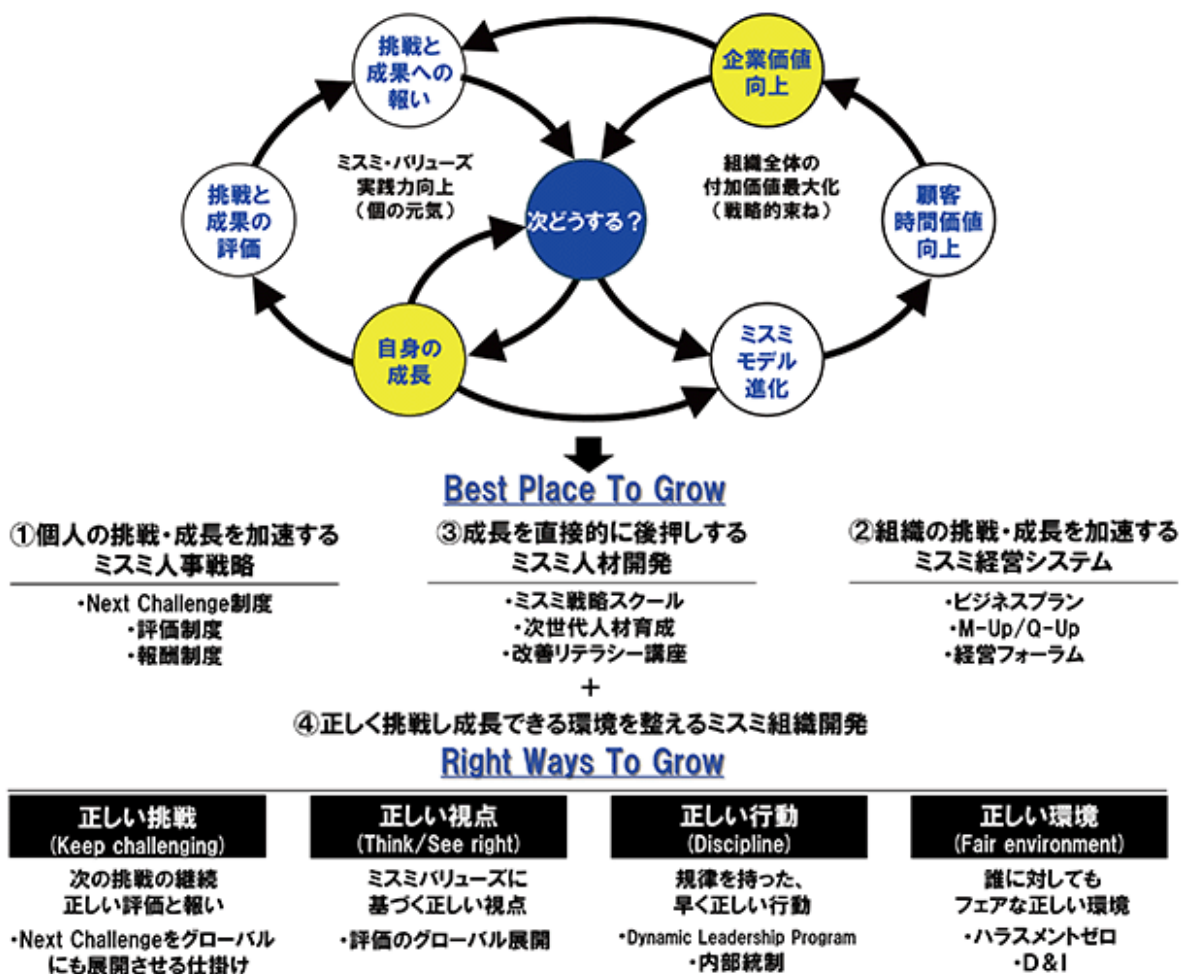 挑戦と
成果への
報い
企業価値
向上
ミスミ・バリューズ
実践力向上
（個の元気）
組織全体の
付加価値最大化
（戦略的束ね）
挑戦と
成果の
評価
次どうする？
顧客
時間価値
向上
自身の
成長
ミスミ
モデル
進化
Best Place To Grow
①個人の挑戦・成長を加速する
ミスミ人事戦略
・Next Challenge制度
・評価制度
・報酬制度
③成長を直接的に後押しする
ミスミ人材開発
・ミスミ戦略スクール
・次世代人材育成
・改善リテラシー講座
②組織の挑戦・成長を加速する
ミスミ経営システム
・ビジネスプラン
・M-Up/Q-Up
・経営フォーラム
+
④正しく挑戦し成長できる環境を整えるミスミ組織開発
Right Ways To Grow
正しい挑戦
(Keep challenging)
次の挑戦の継続
正しい評価と報い
・Next Challengeをグローバル
にも展開させる仕掛け
正しい視点
(Think/See right)
ミスミバリューズに
基づく正しい視点
・評価のグローバル展開
正しい行動
(Discipline)
規律を持った、
早く正しい行動
・Dynamic Leadership Program
・内部統制
正しい環境
(Fair environment)
誰に対しても
フェアな正しい環境
・ハラスメントゼロ
・D＆I